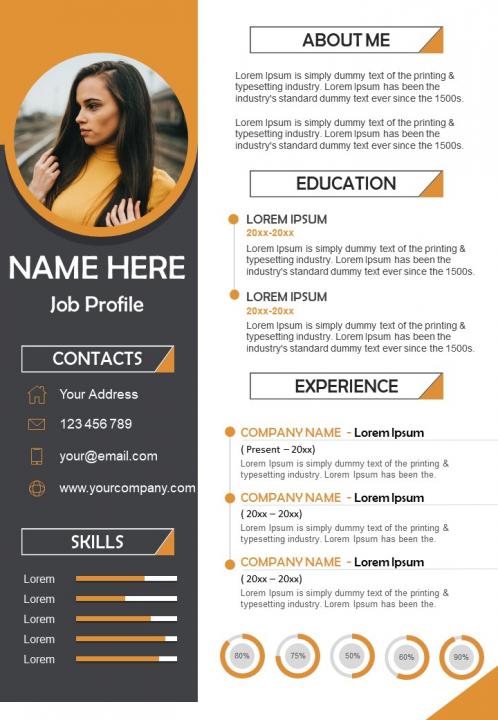 NAME HERE
Job Profile
CONTACTS
Your Address
123 456 789
your@email.com
www.yourcompany.com
SKILLS
Lorem
Lorem
Lorem
Lorem
Lorem
ABOUT ME
Lorem Ipsum is simply dummy text of the printing &
typesetting industry. Lorem Ipsum has been the
industry's standard dummy text ever since the 1500s.
Lorem Ipsum is simply dummy text of the printing &
typesetting industry. Lorem Ipsum has been the
industry's standard dummy text ever since the 1500s.
EDUCATION
LOREM IPSUM
20xx-20xx
Lorem Ipsum is simply dummy text of the printing &
typesetting industry. Lorem Ipsum has been the
industry's standard dummy text ever since the 1500s.
LOREM IPSUM
20xx-20xx
Lorem Ipsum is simply dummy text of the printing &
typesetting industry. Lorem Ipsum has been the
industry's standard dummy text ever since the 1500s.
EXPERIENCE
COMPANY NAME - Lorem Ipsum
( Present – 20xx)
Lorem Ipsum is simply dummy text of the printing &
typesetting industry. Lorem Ipsum has been the.
COMPANY NAME - Lorem Ipsum
( 20xx – 20xx)
Lorem Ipsum is simply dummy text of the printing &
typesetting industry. Lorem Ipsum has been the.
COMPANY NAME - Lorem Ipsum
(20xx – 20xx)
Lorem Ipsum is simply dummy text of the printing &
typesetting industry. Lorem Ipsum has been the.
80% 75% 50% 60% 90%